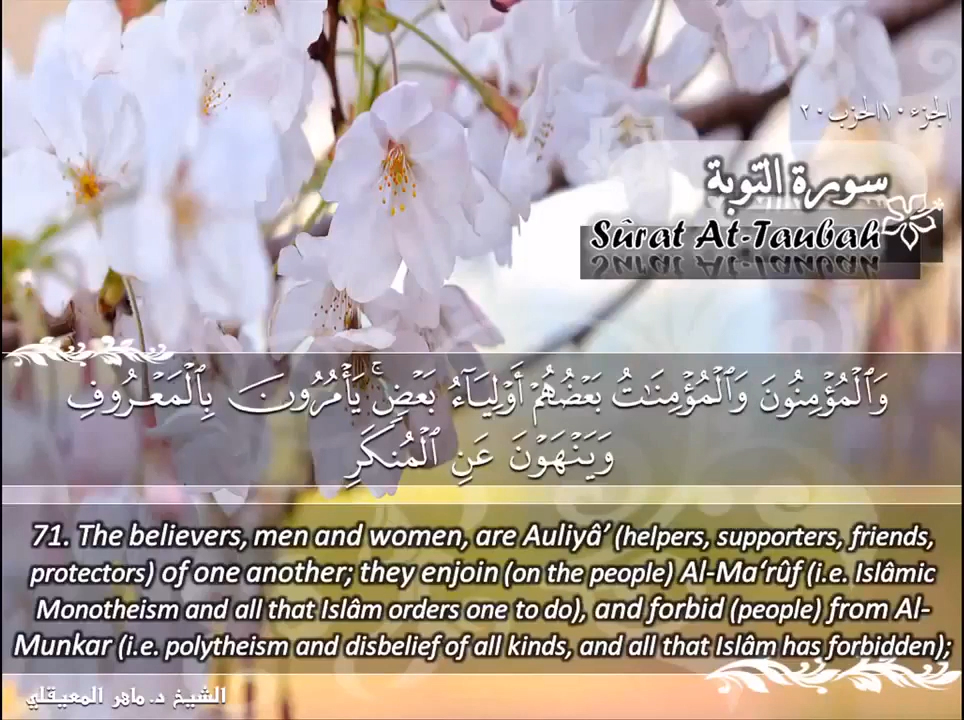 الجزء ١٠ الحزب ٢٠
سورة التوبة
Sûrat At-Taubah
وَٱلْمُؤْمِنُونَ وَٱلْمُؤْمِنَٰتُ بَعْضُهُمْ أَوْلِيَآءُ بَعْضٍ ۚ يَأْمُرُونَ بِٱلْمَعْرُوفِ
وَيَنْهَوْنَ عَنِ ٱلْمُنكَرِ
71. The believers, men and women, are Auliyâ’ (helpers, supporters, friends,
protectors) of one another; they enjoin (on the people) Al-Ma‘rûf (i.e. Islâmic
Monotheism and all that Islâm orders one to do), and forbid (people) from Al-
Munkar (i.e. polytheism and disbelief of all kinds, and all that Islâm has forbidden);
الشيخ د. ماهر المعيقلي